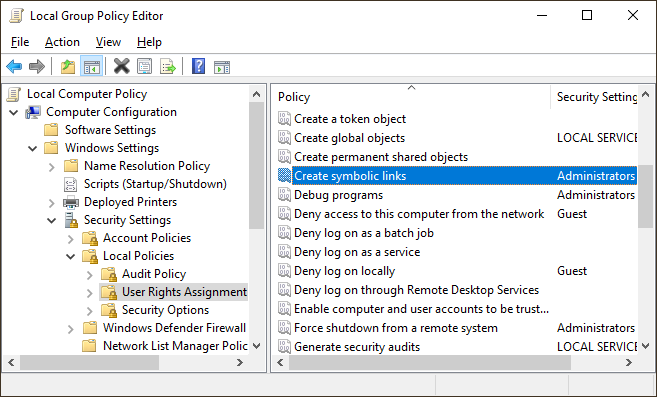 Local Group Policy Editor
File Action View Help
Local Computer Policy
Computer Configuration
Software Settings
Windows Settings
Name Resolution Policy
Scripts (Startup/Shutdown)
Deployed Printers
Security Settings
Account Policies
Local Policies
Audit Policy
User Rights Assignment
Security Options
Windows Defender Firewall
Network List Manager Polic
Policy Security Setting
Create a token object
Create global objects LOCAL SERVICE
Create permanent shared objects
Create symbolic links Administrators
Debug programs Administrators
Deny access to this computer from the network Guest
Deny log on as a batch job
Deny log on as a service
Deny log on locally Guest
Deny log on through Remote Desktop Services
Enable computer and user accounts to be trust...
Force shutdown from a remote system Administrators
Generate security audits LOCAL SERVICE